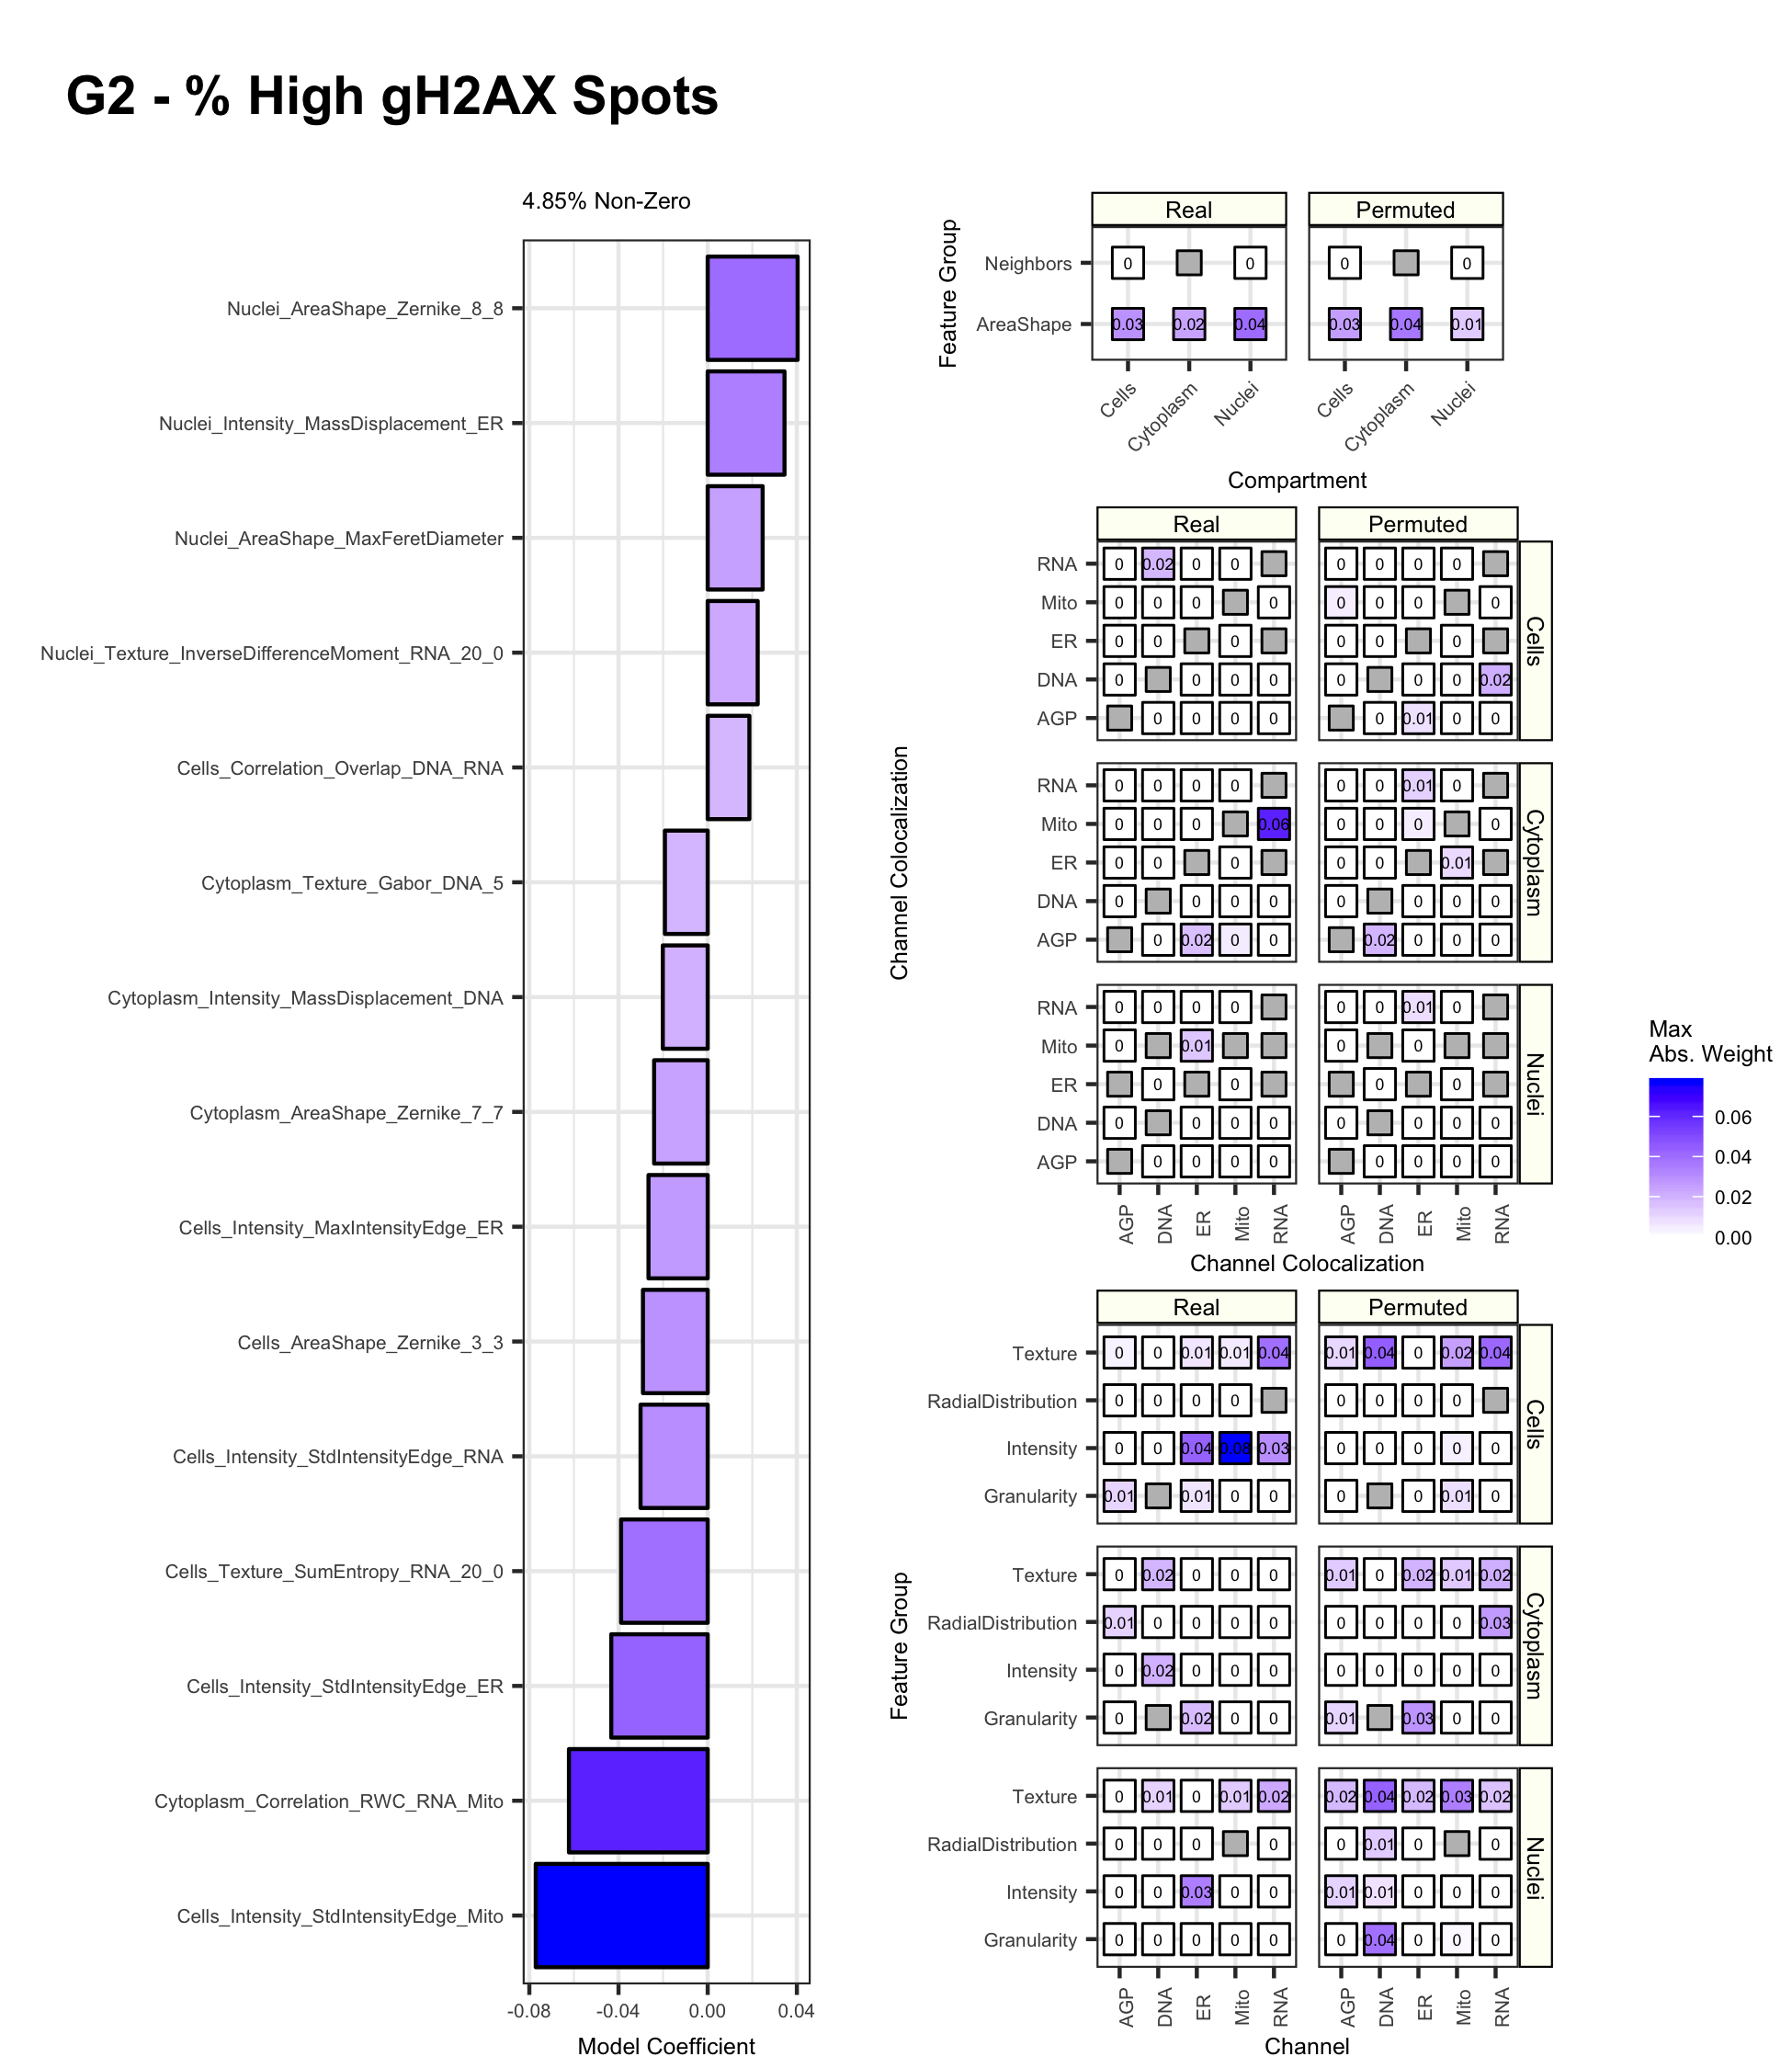 G2 - % High gH2AX Spots
4.85% Non-Zero
Nuclei_AreaShape_Zernike_8_8
Nuclei_Intensity_MassDisplacement_ER
Nuclei_AreaShape_MaxFeretDiameter
Nuclei_Texture_InverseDifferenceMoment_RNA_20_0
Cells_Correlation_Overlap_DNA_RNA
Cytoplasm_Texture_Gabor_DNA_5
Cytoplasm_Intensity_MassDisplacement_DNA
Cytoplasm_AreaShape_Zernike_7_7
Cells_Intensity_MaxIntensityEdge_ER
Cells_AreaShape_Zernike_3_3
Cells_Intensity_StdIntensityEdge_RNA
Cells_Texture_SumEntropy_RNA_20_0
Cells_Intensity_StdIntensityEdge_ER
Cytoplasm_Correlation_RWC_RNA_Mito
Cells_Intensity_StdIntensityEdge_Mito
-0.08 -0.04 0.00 0.04
Model Coefficient
Feature Group
Real Permuted
Neighbors 0 0 0 0
AreaShape 0.03 0.02 0.04 0.03 0.04 0.01
Cells Cytoplasm Nuclei Cells Cytoplasm Nuclei
Compartment
Channel Colocalization
Real Permuted
RNA 0 0.02 0 0 0 0 0 0
Mito 0 0 0 0 0 0 0 0
ER 0 0 0 0 0 0
DNA 0 0 0 0 0 0 0 0.02
AGP 0 0 0 0 0 0.01 0 0
Cells
RNA 0 0 0 0 0 0 0.01 0
Mito 0 0 0 0.06 0 0 0 0
ER 0 0 0 0 0 0.01
DNA 0 0 0 0 0 0 0 0
AGP 0 0.02 0 0 0.02 0 0 0
Cytoplasm
RNA 0 0 0 0 0 0 0.01 0
Mito 0 0.01 0 0
ER 0 0 0 0
DNA 0 0 0 0 0 0 0 0
AGP 0 0 0 0 0 0 0 0
Nuclei
AGP DNA ER Mito RNA AGP DNA ER Mito RNA
Channel Colocalization
Max
Abs. Weight
0.06
0.04
0.02
0.00
Feature Group
Real Permuted
Texture 0 0 0.01 0.01 0.04 0.01 0.04 0 0.02 0.04
RadialDistribution 0 0 0 0 0 0 0 0
Intensity 0 0 0.04 0.08 0.03 0 0 0 0 0
Granularity 0.01 0.01 0 0 0 0 0.01 0
Cells
Texture 0 0.02 0 0 0 0.01 0 0.02 0.01 0.02
RadialDistribution 0.01 0 0 0 0 0 0 0 0 0.03
Intensity 0 0.02 0 0 0 0 0 0 0 0
Granularity 0 0.02 0 0 0.01 0.03 0 0
Cytoplasm
Texture 0 0.01 0 0.01 0.02 0.02 0.04 0.02 0.03 0.02
RadialDistribution 0 0 0 0 0 0.01 0 0
Intensity 0 0 0.03 0 0 0.01 0.01 0 0 0
Granularity 0 0 0 0 0 0 0.04 0 0 0
Nuclei
AGP DNA ER Mito RNA AGP DNA ER Mito RNA
Channel